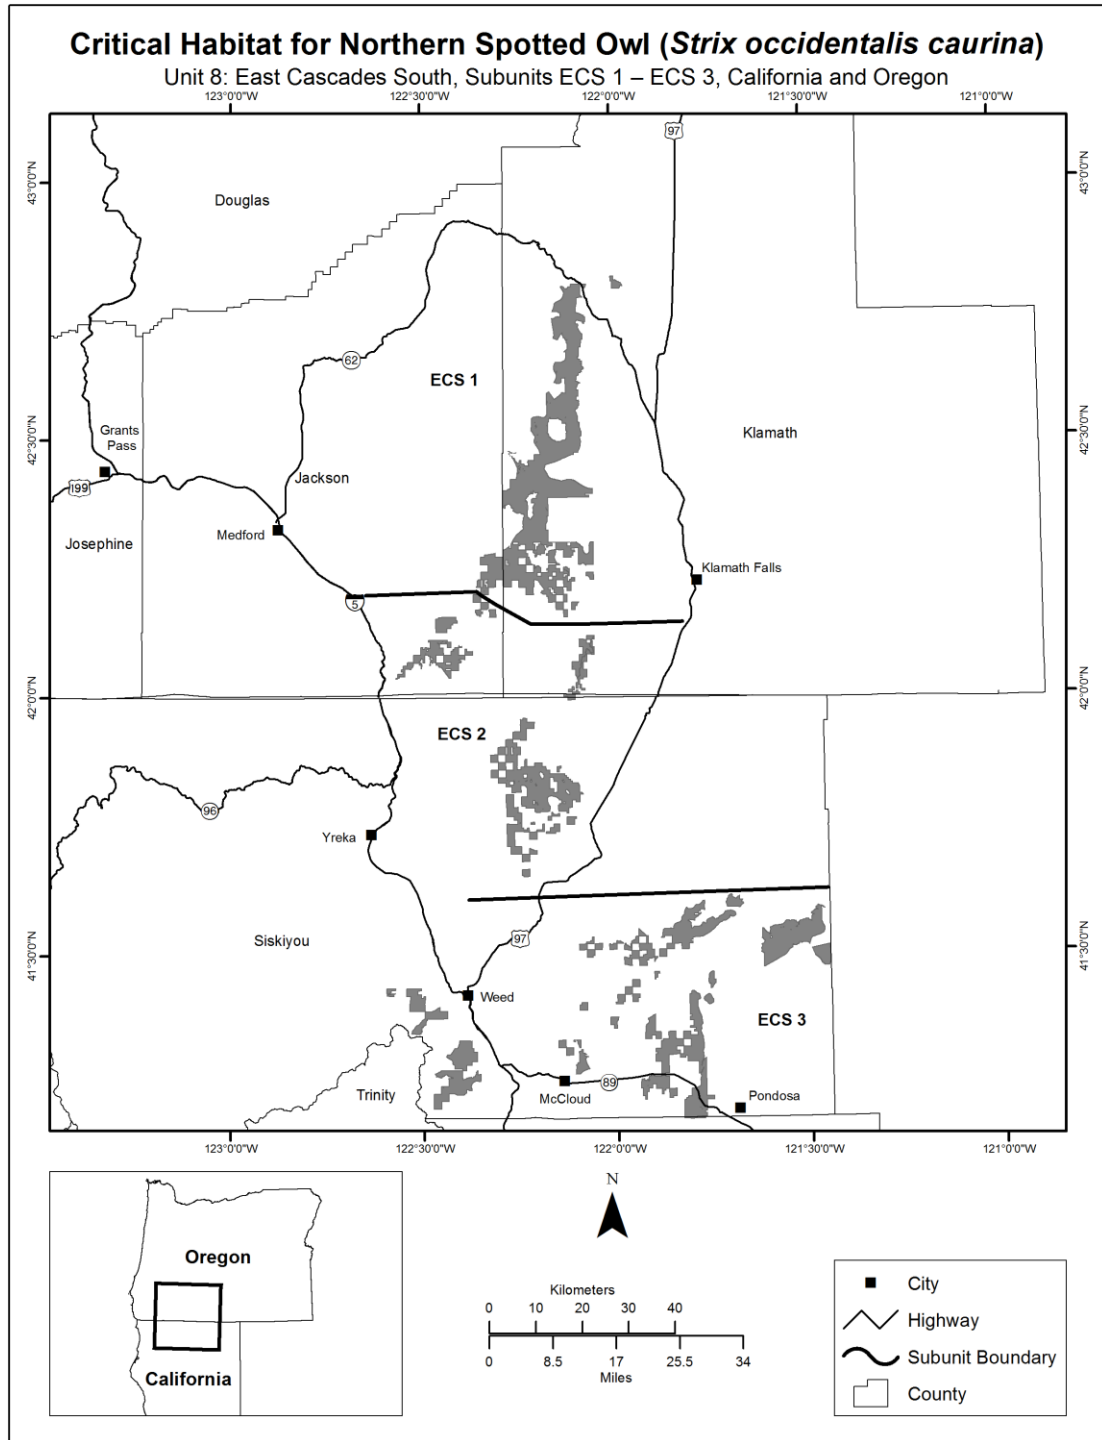 Critical Habitat for Northern Spotted Owl (Strix occidentalis caurina)
Unit 8: East Cascades South, Subunits ECS 1 – ECS 3, California and Oregon
123°0'0"W
122°30'0"W
122°0'0"W
121°30'0"W
121°0'0"W
97
43°0'0"N
43°0'0"N
Douglas
62
ECS 1
Grants
Pass
42°30'0"N
42°30'0"N
Klamath
199
Jackson
Medford
Josephine
Klamath Falls
5
42°0'0"N
42°0'0"N
ECS 2
96
Yreka
Siskiyou
97
41°30'0"N
41°30'0"N
Weed
ECS 3
89
Trinity
McCloud
Pondosa
123°0'0"W
122°30'0"W
122°0'0"W
121°30'0"W
121°0'0"W
Oregon
California
N
Kilometers
0 10 20 30 40
0 8.5 17 25.5 34
Miles
City
Highway
Subunit Boundary
County